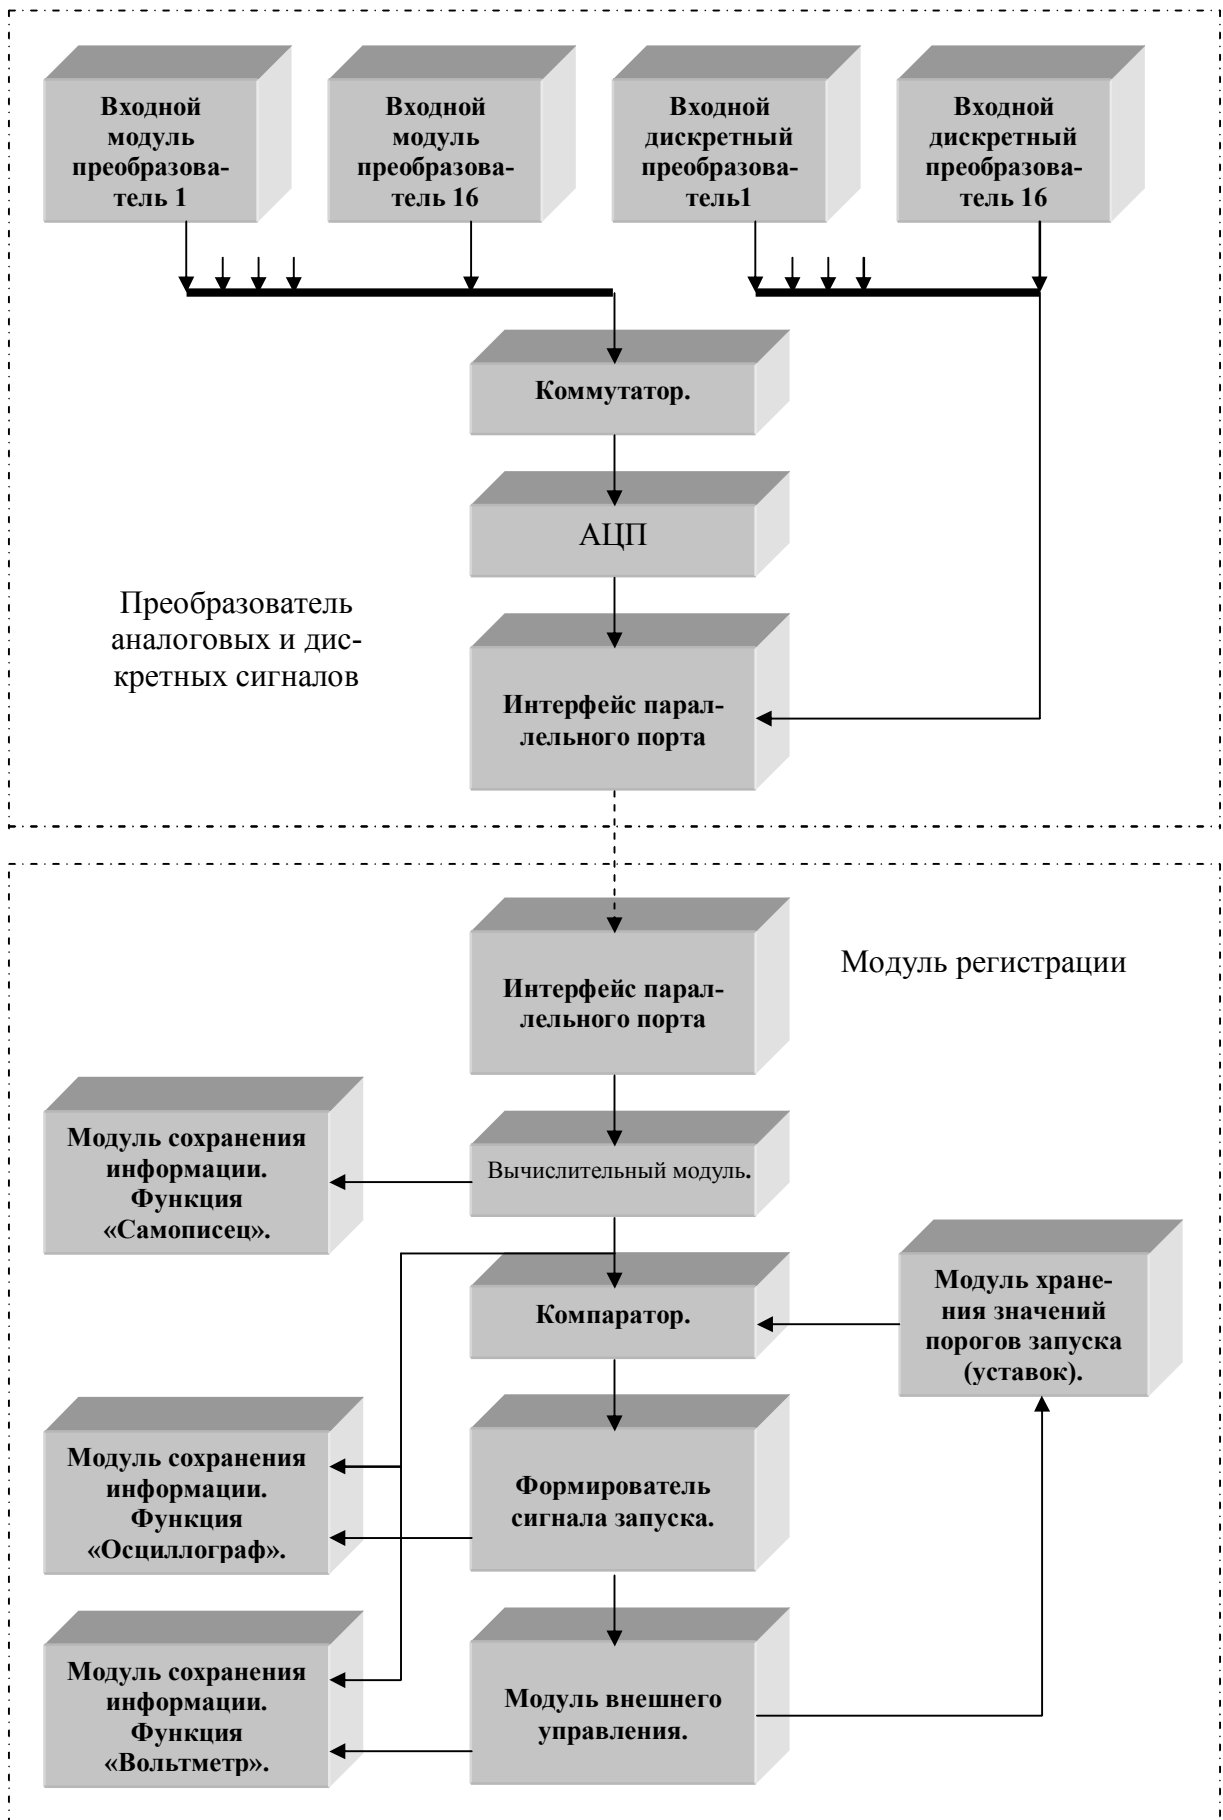 Входной
модуль
преобразова-
тель 1
Входной
модуль
преобразова-
тель 16
Входной
дискретный
преобразова-
тель1
Входной
дискретный
преобразова-
тель 16
Коммутатор.
АЦП
Преобразователь
аналоговых и дис-
кретных сигналов
Интерфейс парал-
лельного порта
Модуль регистрации
Интерфейс парал-
лельного порта
Модуль сохранения
информации.
Функция
«Самописец».
Вычислительный модуль.
Компаратор.
Модуль хране-
ния значений
порогов запуска
(уставок).
Модуль сохранения
информации.
Функция
«Осциллограф».
Формирователь
сигнала запуска.
Модуль сохранения
информации.
Функция
«Вольтметр».
Модуль внешнего
управления.